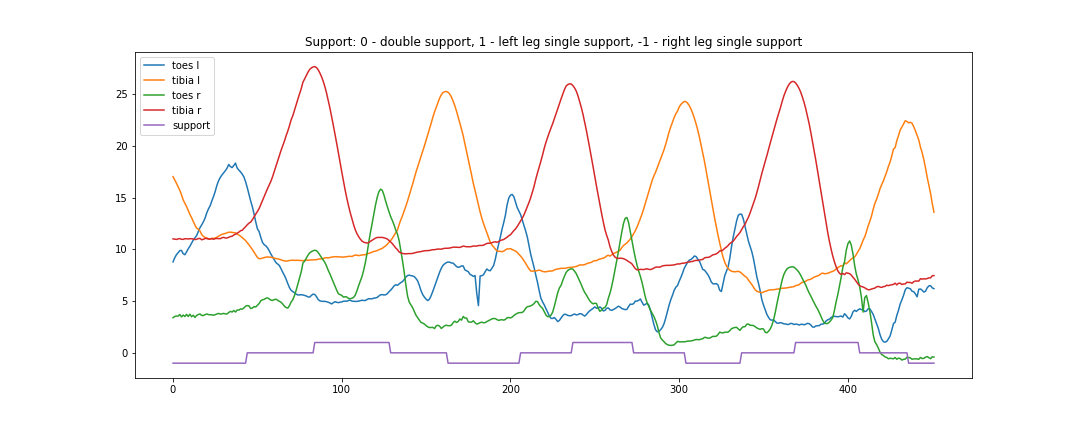 Support: 0 - double support, 1 - left leg single support, -1 - right leg single support
toes l
tibia l
toes r
tibia r
support
25
20
15
10
5
0
0 100 200 300 400